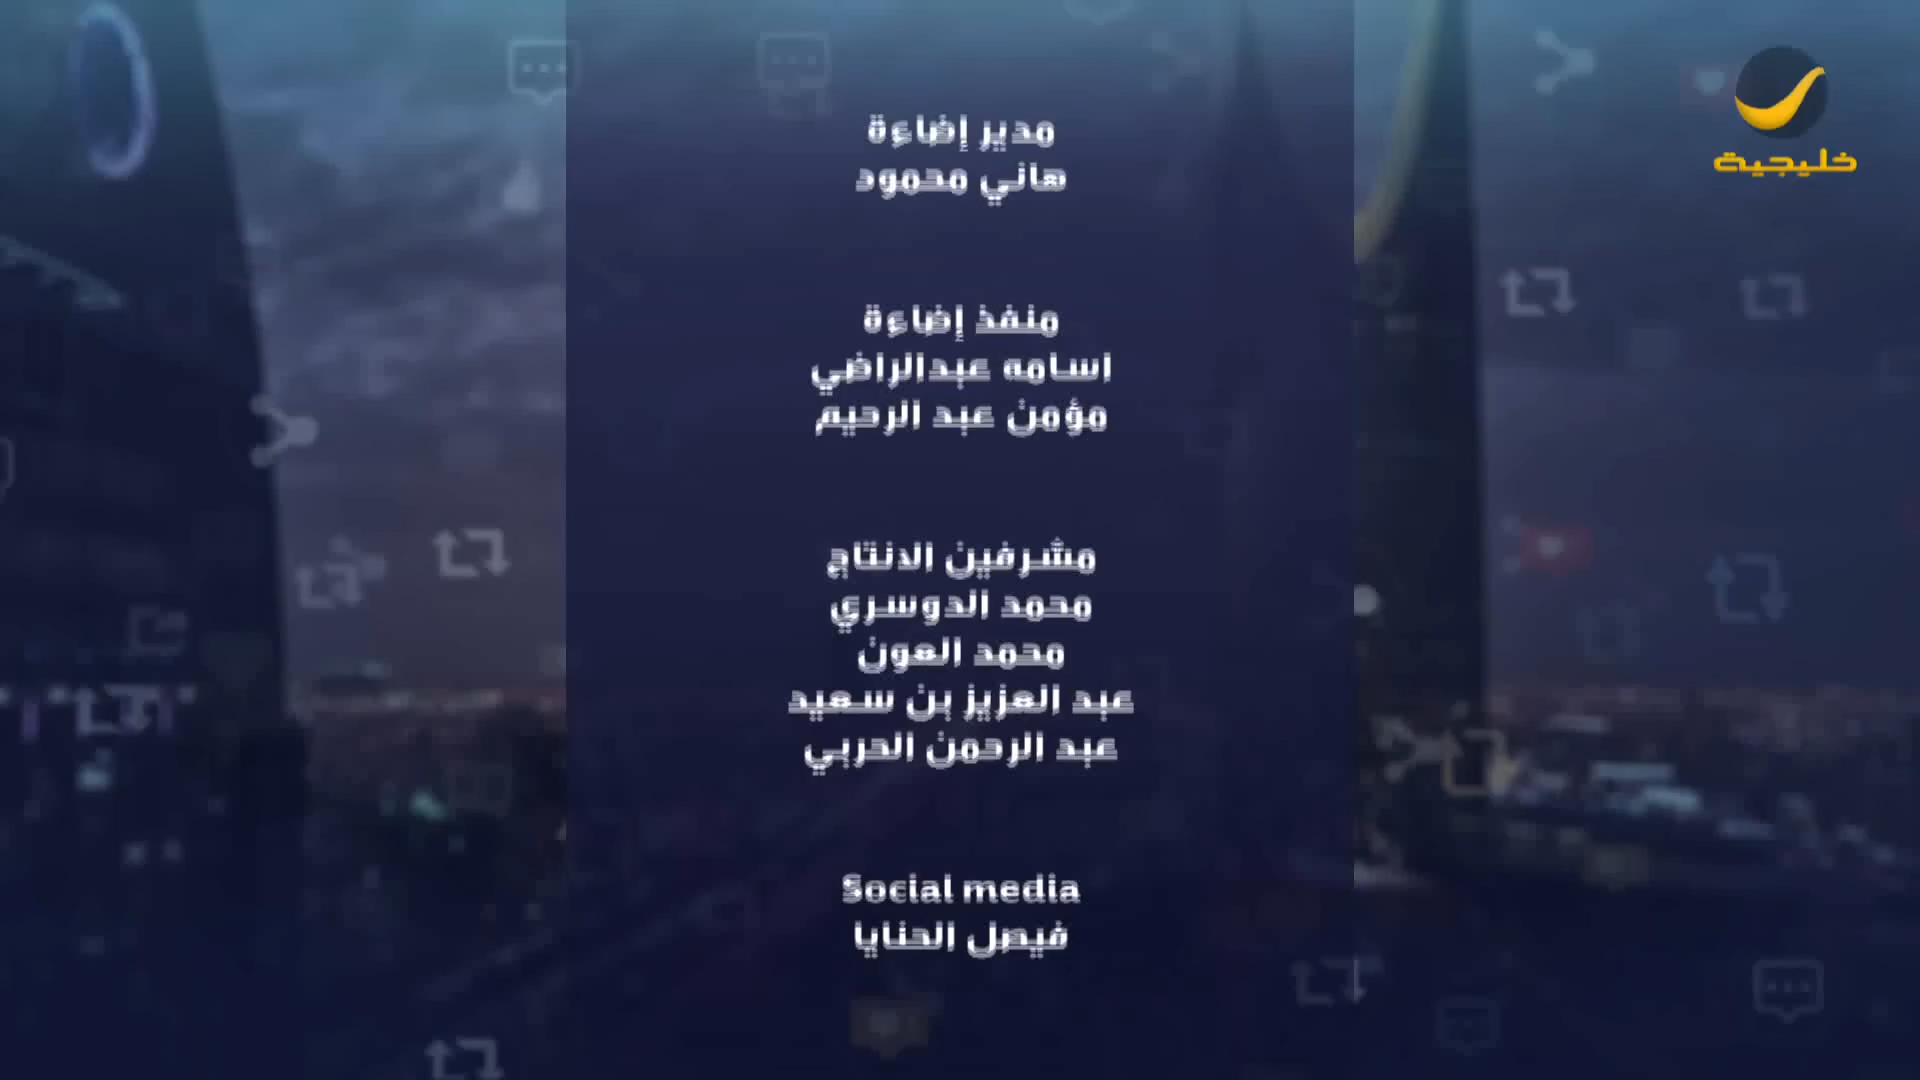 خليجية
مدير إضاءة
هاني محمود
منفذ إضاءة
اسامه عبدالراضي
مؤمن عبد الرحيم
مشرفين الانتاج
محمد الدوسري
محمد العون
عبد العزيز بن سعيد
عبد الرحمن الحربي
Social media
فيصل الحنايا